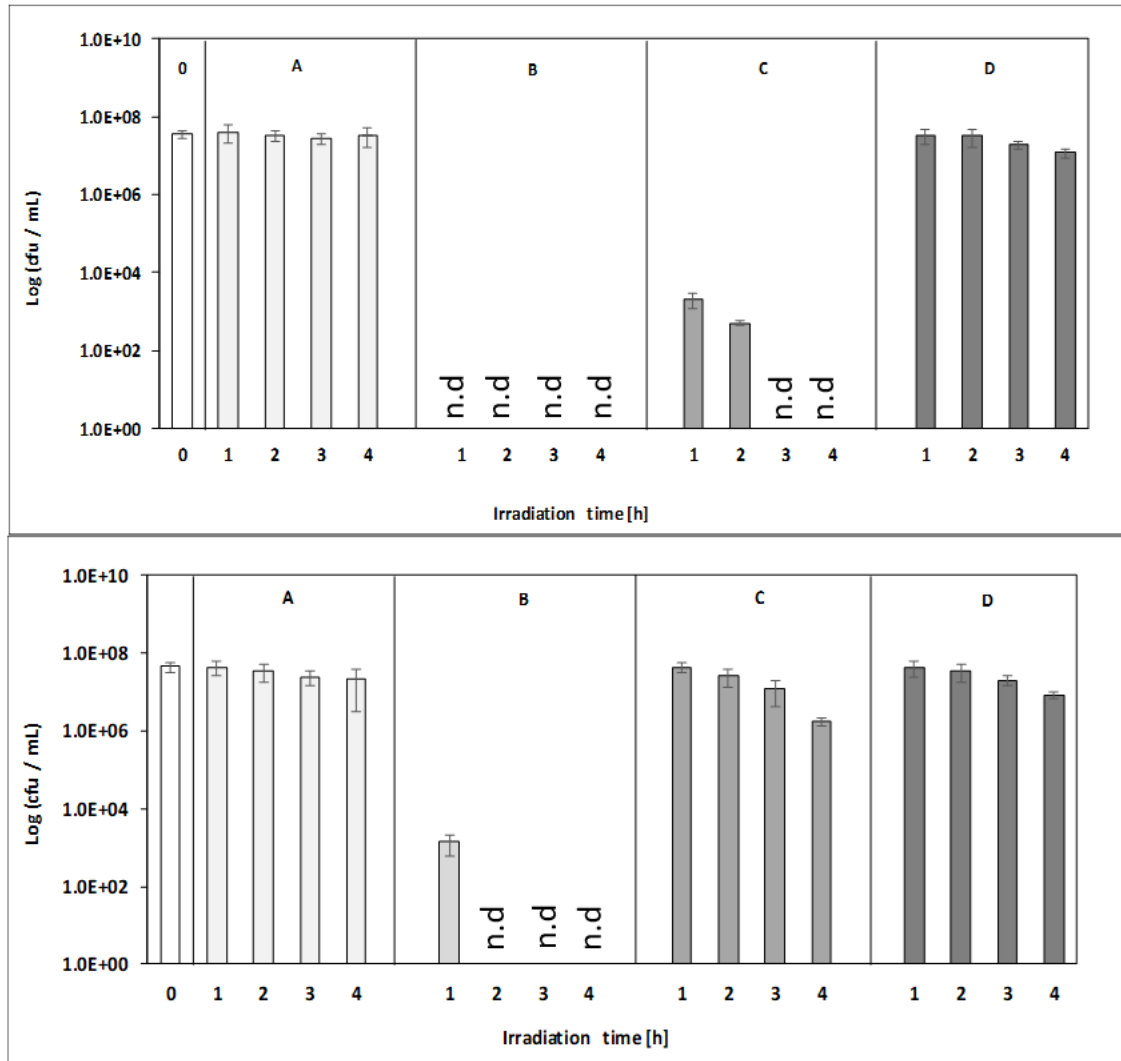 1.0E+10
0 A B C D
1.0E+08
1.0E+06
1.0E+04
1.0E+02
1.0E+00
Log (cfu / mL)
n.d n.d n.d n.d n.d n.d
0 1 2 3 4 1 2 3 4 1 2 3 4 1 2 3 4
Irradiation time [h]
1.0E+10
A B C D
1.0E+08
1.0E+06
1.0E+04
1.0E+02
1.0E+00
Log (cfu / mL)
n.d n.d n.d
0 1 2 3 4 1 2 3 4 1 2 3 4 1 2 3 4
Irradiation time [h]